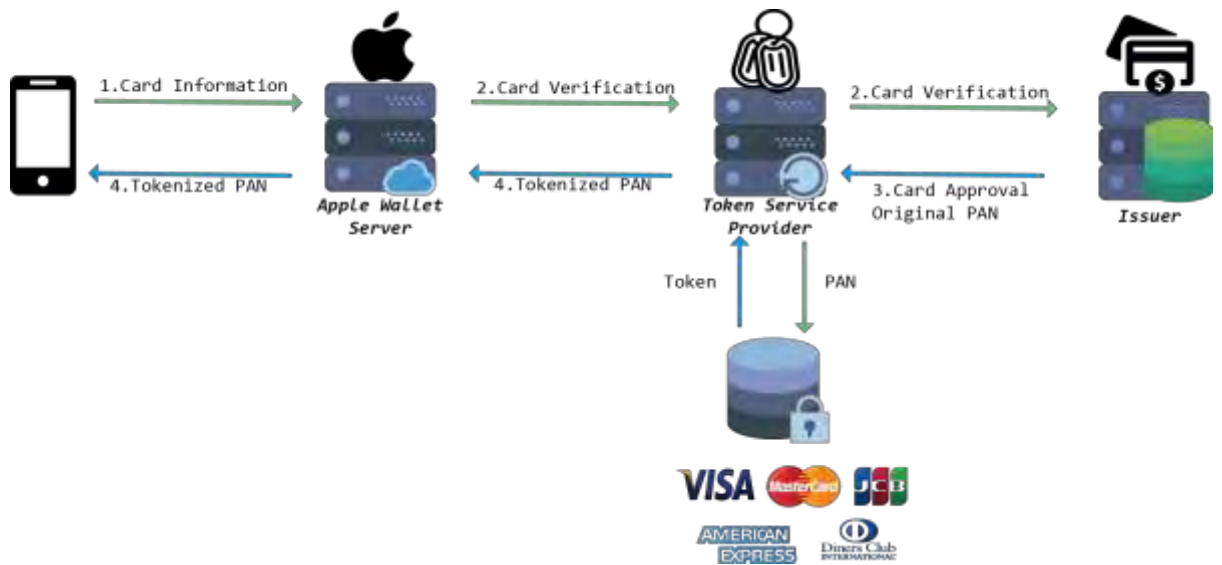 1.Card Information
2.Card Verification
2.Card Verification
4.Tokenized PAN
4.Tokenized PAN
3.Card Approval
Original PAN
Apple Wallet
Server
Token Service
Provider
Issuer
Token
PAN
VISA
MasterCard
JCB
AMERICAN
EXPRESS
Diners Club
INTERNATIONAL